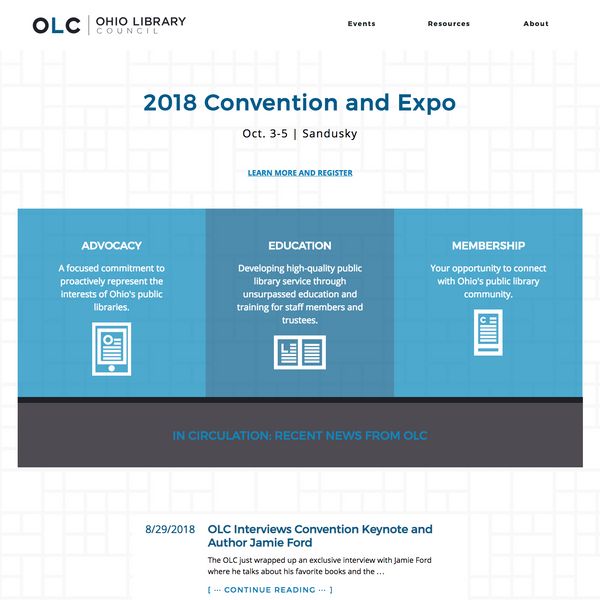 OLC | OHIO LIBRARY
COUNCIL
Events Resources About
2018 Convention and Expo
Oct. 3-5 | Sandusky
LEARN MORE AND REGISTER
ADVOCACY
A focused commitment to
proactively represent the
interests of Ohio's public
libraries.
EDUCATION
Developing high-quality public
library service through
unsurpassed education and
training for staff members and
trustees.
L
MEMBERSHIP
Your opportunity to connect
with Ohio's public library
community.
C
IN CIRCULATION: RECENT NEWS FROM OLC
8/29/2018
OLC Interviews Convention Keynote and
Author Jamie Ford
The OLC just wrapped up an exclusive interview with Jamie Ford
where he talks about his favorite books and the …
[ ··· CONTINUE READING ··· ]